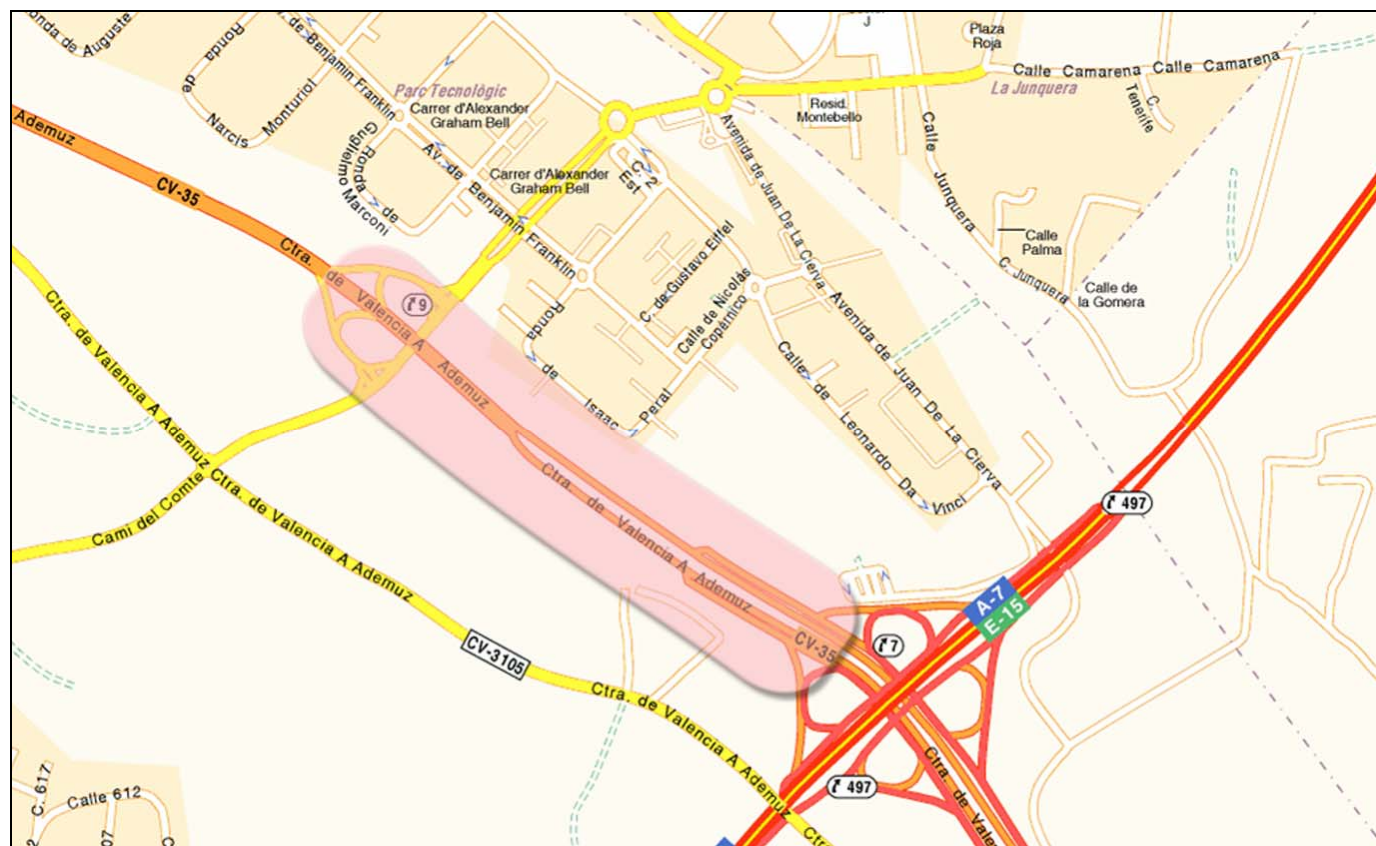 Ronda de Auguste
Ronda de
Narcis
Monturiol
Av. de Benjamin Franklin
Parc Tecnològic
Carrer d'Alexander
Graham Bell
Ronda de
Guglielmo Marconi
Av. de Benjamin Franklin
Carrer d'Alexander
Graham Bell
C-2
Est
J
Plaza
Roja
Calle Camarena
Calle Camarena
La Junquera
Resid.
Montebello
C.
Tenerife
Calle Junquera
Calle
Palma
C. Junquera
Calle de
la Gomera
Avenida de Juan De La Cierva
Avenida de Juan De La Cierva
C. de Gustavo Eiffel
Calle de Nicolás
Copérnico
Ronda de Isaac Peral
Calle de Leonardo Da Vinci
Ademuz
CV-35
Ctra. de Valencia A Ademuz
9
Ctra. de Valencia A Ademuz
CV-35
7
497
A-7
E-15
497
Ctra. de Valencia A Ademuz
Ctra. de Valencia A Ademuz
Cami del Comte
CV-3105
Ctra. de Valencia A Ademuz
Ctr
Ctra. de Vale
C. 617
Calle 612
07
2
C